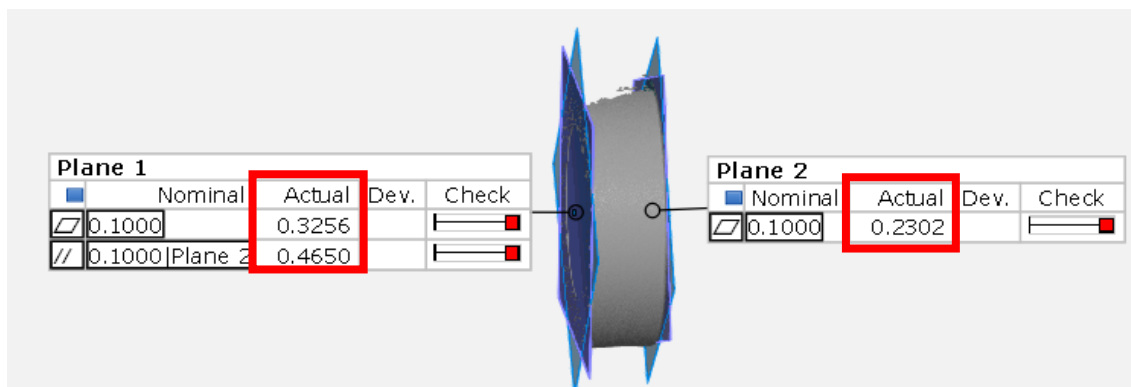 Plane 1
Nominal Actual Dev. Check
0.1000 0.3256
// 0.1000|Plane 2 0.4650
Plane 2
Nominal Actual Dev. Check
0.1000 0.2302